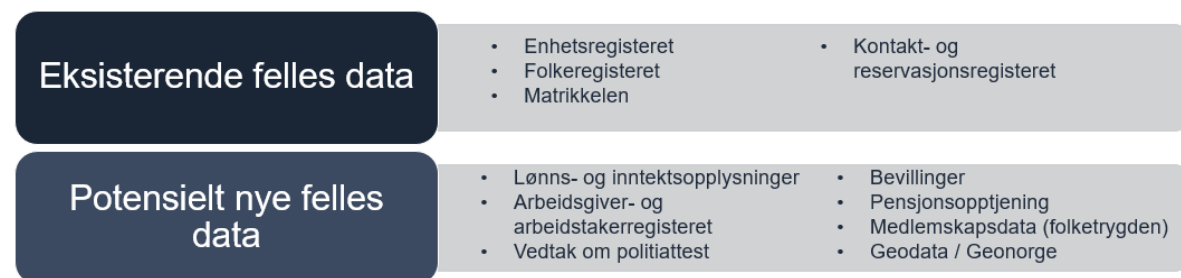 Eksisterende felles data
• Enhetsregisteret
• Folkeregisteret
• Matrikkelen
• Kontakt- og
reservasjonsregisteret
Potensielt nye felles
data
• Lønns- og inntektsopplysninger
• Arbeidsgiver- og
arbeidstakerregisteret
• Vedtak om politiattest
• Bevillinger
• Pensjonsopptjening
• Medlemskapsdata (folketrygden)
• Geodata / Geonorge